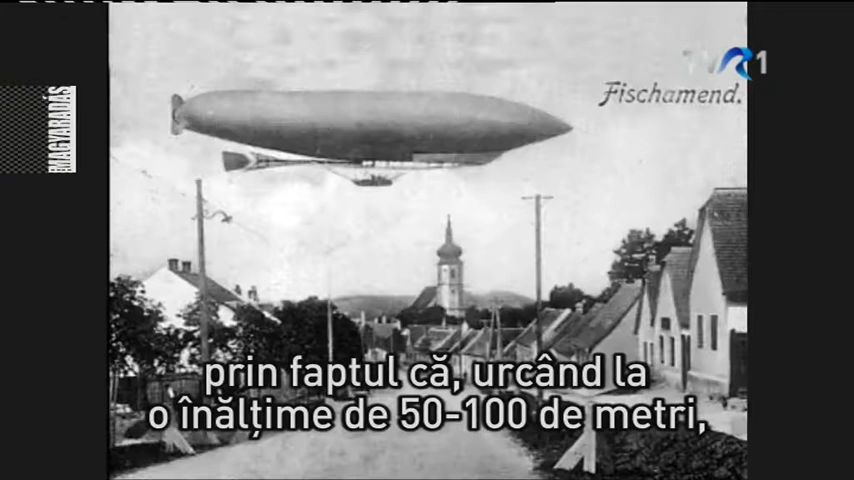 TVR1
Fischamend.
MAGYARADÁS
prin faptul că, urcând la
o înălțime de 50-100 de metri,